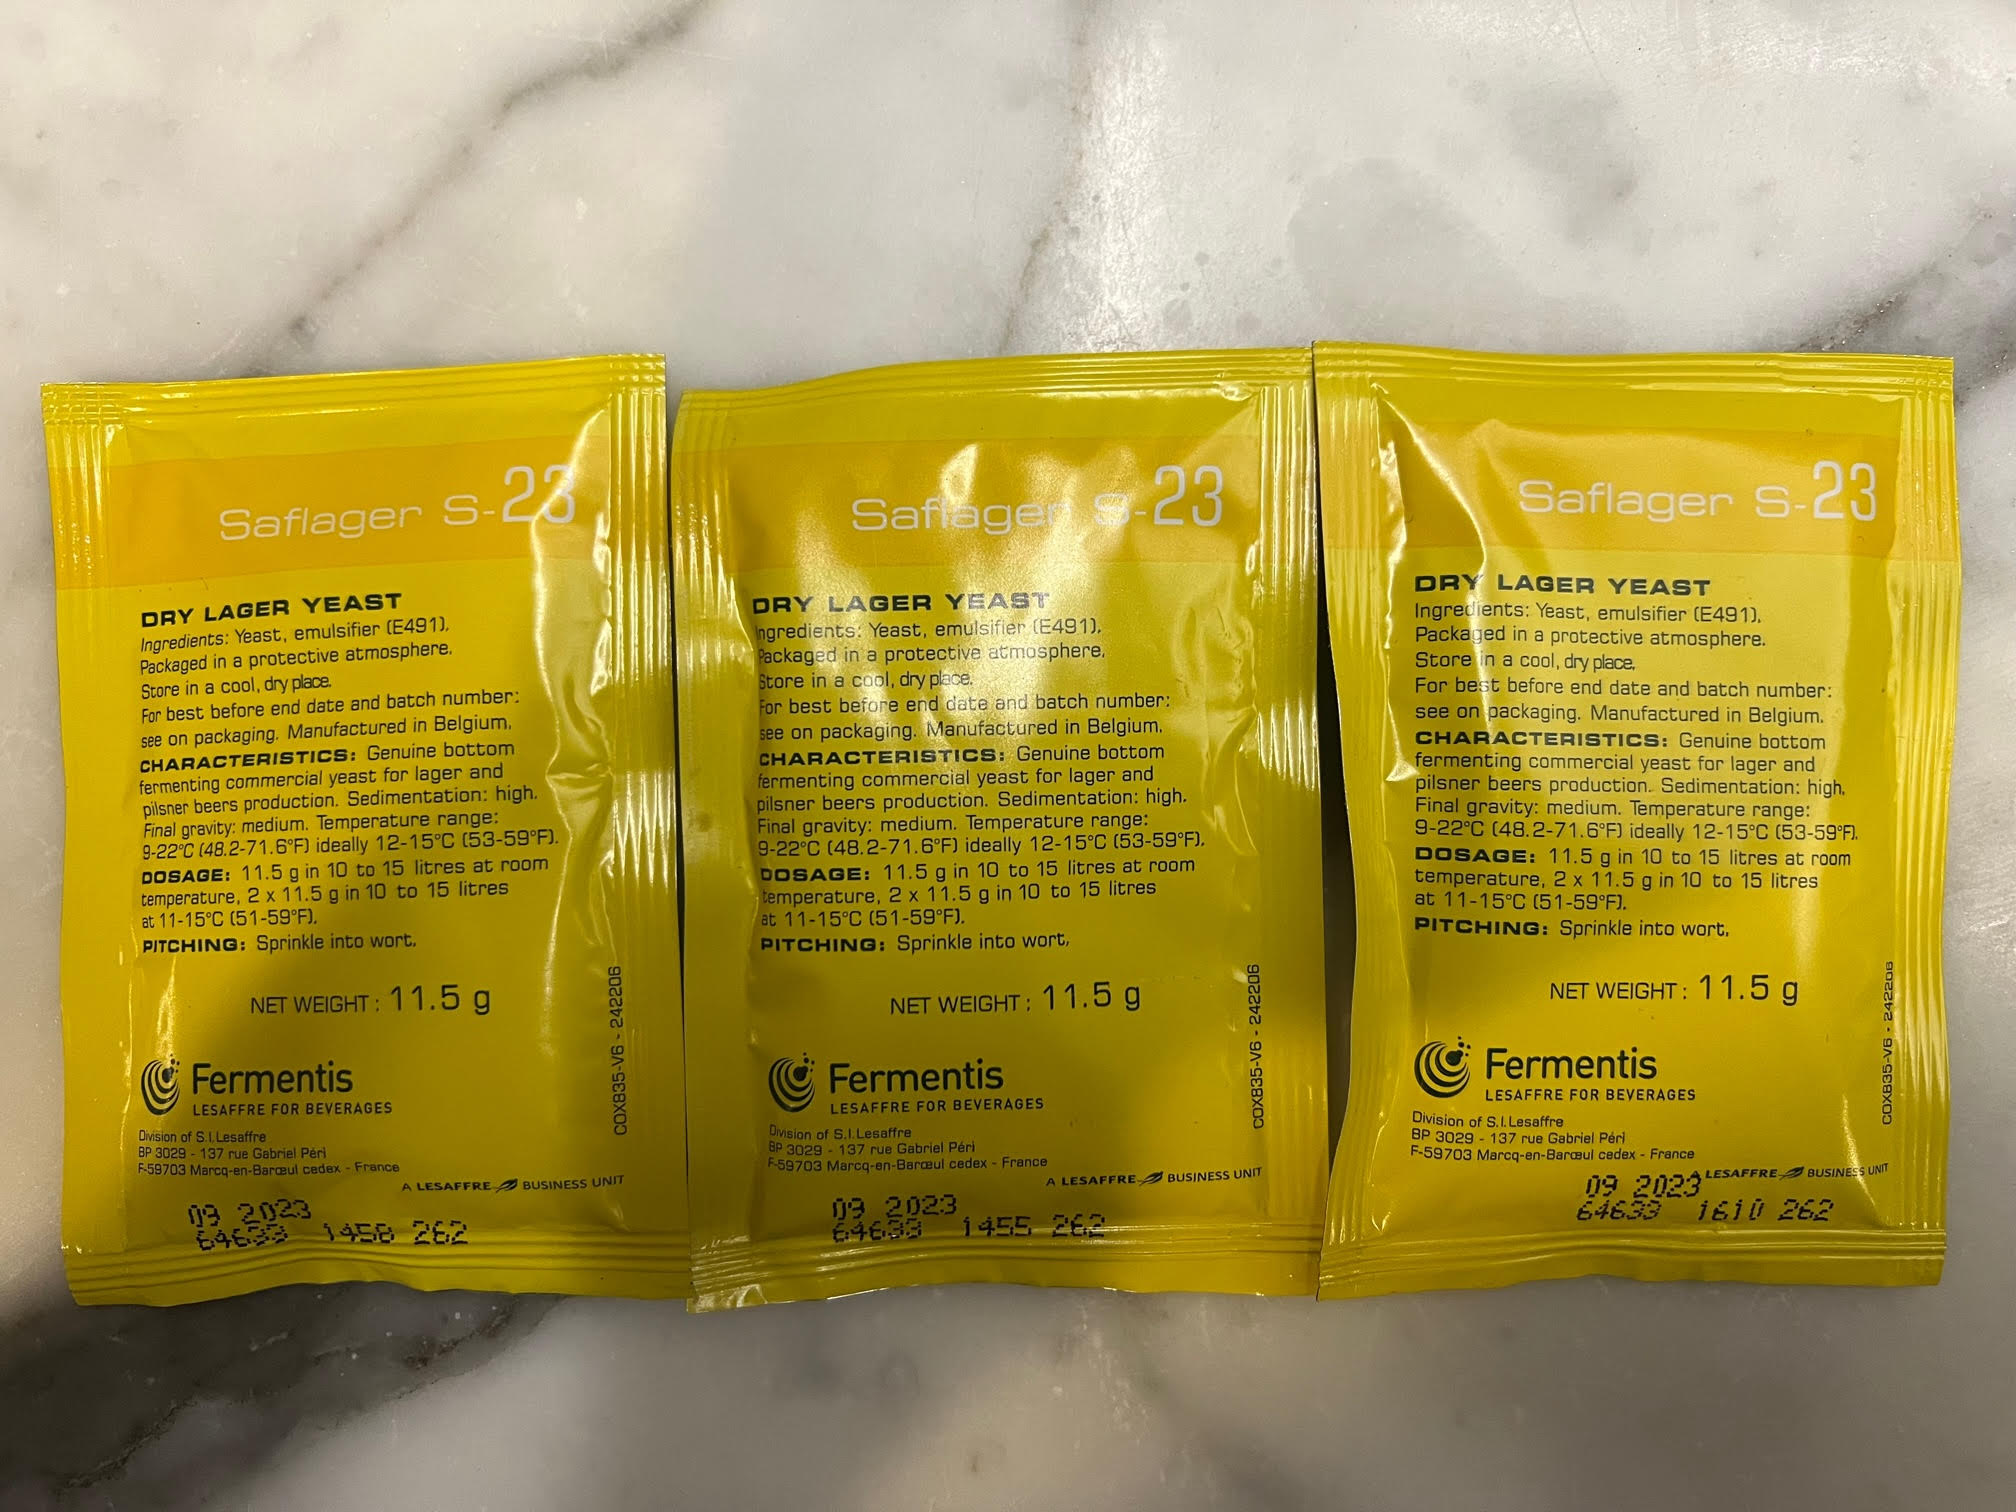 Saflager S-23
DRY LAGER YEAST
Ingredients: Yeast, emulsifier (E491).
Packaged in a protective atmosphere.
Store in a cool, dry place.
For best before end date and batch number:
see on packaging. Manufactured in Belgium.
CHARACTERISTICS: Genuine bottom
fermenting commercial yeast for lager and
pilsner beers production. Sedimentation: high.
Final gravity: medium. Temperature range:
9-22°C (48.2-71.6°F) ideally 12-15°C (53-59°F).
DOSAGE: 11.5 g in 10 to 15 litres at room
temperature, 2 x 11.5 g in 10 to 15 litres
at 11-15°C (51-59°F).
PITCHING: Sprinkle into wort.
NET WEIGHT : 11.5 g
COX835-V6 - 242206
Fermentis
LESAFFRE FOR BEVERAGES
Division of S.I.Lesaffre
BP 3029 - 137 rue Gabriel Péri
F-59703 Marcq-en-Barœul cedex - France
A LESAFFRE BUSINESS UNIT
09 2023
64633 1458 262
Saflager S-23
DRY LAGER YEAST
Ingredients: Yeast, emulsifier (E491).
Packaged in a protective atmosphere.
Store in a cool, dry place.
For best before end date and batch number:
see on packaging. Manufactured in Belgium.
CHARACTERISTICS: Genuine bottom
fermenting commercial yeast for lager and
pilsner beers production. Sedimentation: high.
Final gravity: medium. Temperature range:
9-22°C (48.2-71.6°F) ideally 12-15°C (53-59°F).
DOSAGE: 11.5 g in 10 to 15 litres at room
temperature, 2 x 11.5 g in 10 to 15 litres
at 11-15°C (51-59°F).
PITCHING: Sprinkle into wort.
NET WEIGHT : 11.5 g
COX835-V6 - 242206
Fermentis
LESAFFRE FOR BEVERAGES
Division of S.I.Lesaffre
BP 3029 - 137 rue Gabriel Péri
F-59703 Marcq-en-Barœul cedex - France
A LESAFFRE BUSINESS UNIT
09 2023
64633 1455 262
Saflager S-23
DRY LAGER YEAST
Ingredients: Yeast, emulsifier (E491).
Packaged in a protective atmosphere.
Store in a cool, dry place.
For best before end date and batch number:
see on packaging. Manufactured in Belgium.
CHARACTERISTICS: Genuine bottom
fermenting commercial yeast for lager and
pilsner beers production. Sedimentation: high.
Final gravity: medium. Temperature range:
9-22°C (48.2-71.6°F) ideally 12-15°C (53-59°F).
DOSAGE: 11.5 g in 10 to 15 litres at room
temperature, 2 x 11.5 g in 10 to 15 litres
at 11-15°C (51-59°F).
PITCHING: Sprinkle into wort.
NET WEIGHT : 11.5 g
COX835-V6 - 242206
Fermentis
LESAFFRE FOR BEVERAGES
Division of S.I.Lesaffre
BP 3029 - 137 rue Gabriel Péri
F-59703 Marcq-en-Barœul cedex - France
A LESAFFRE BUSINESS UNIT
09 2023
64633 1610 262